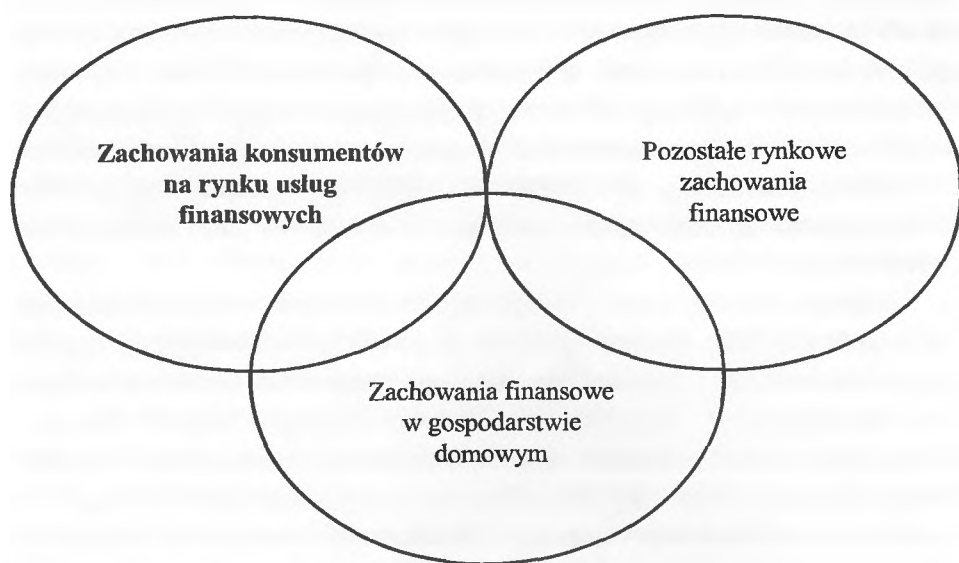 Zachowania konsumentów
na rynku usług
finansowych
Pozostałe rynkowe
zachowania
finansowe
Zachowania finansowe
w gospodarstwie
domowym